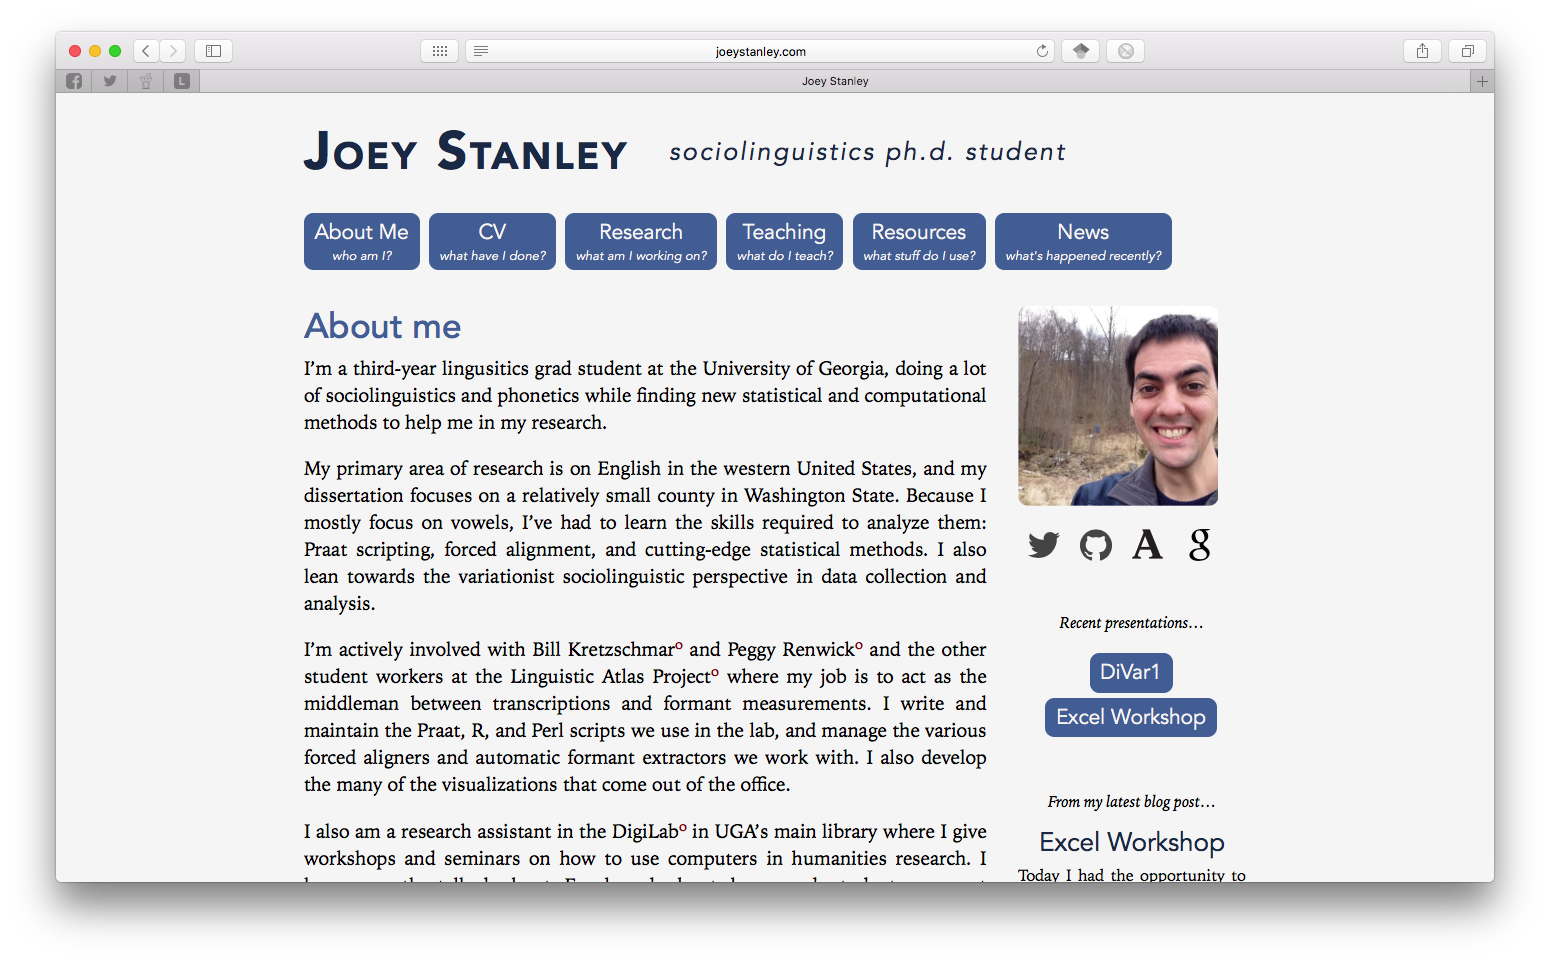 joeystanley.com
Joey Stanley
Joey Stanley
sociolinguistics ph.d. student
About Me
who am I?
CV
what have I done?
Research
what am I working on?
Teaching
what do I teach?
Resources
what stuff do I use?
News
what's happened recently?
About me
I'm a third-year lingusitics grad student at the University of Georgia, doing a lot
of sociolinguistics and phonetics while finding new statistical and computational
methods to help me in my research.
My primary area of research is on English in the western United States, and my
dissertation focuses on a relatively small county in Washington State. Because I
mostly focus on vowels, I've had to learn the skills required to analyze them:
Praat scripting, forced alignment, and cutting-edge statistical methods. I also
lean towards the variationist sociolinguistic perspective in data collection and
analysis.
I'm actively involved with Bill Kretzschmarº and Peggy Renwickº and the other
student workers at the Linguistic Atlas Projectº where my job is to act as the
middleman between transcriptions and formant measurements. I write and
maintain the Praat, R, and Perl scripts we use in the lab, and manage the various
forced aligners and automatic formant extractors we work with. I also develop
the many of the visualizations that come out of the office.
I also am a research assistant in the DigiLabº in UGA's main library where I give
workshops and seminars on how to use computers in humanities research. I
Recent presentations…
DiVar1
Excel Workshop
From my latest blog post…
Excel Workshop
Today I had the opportunity to